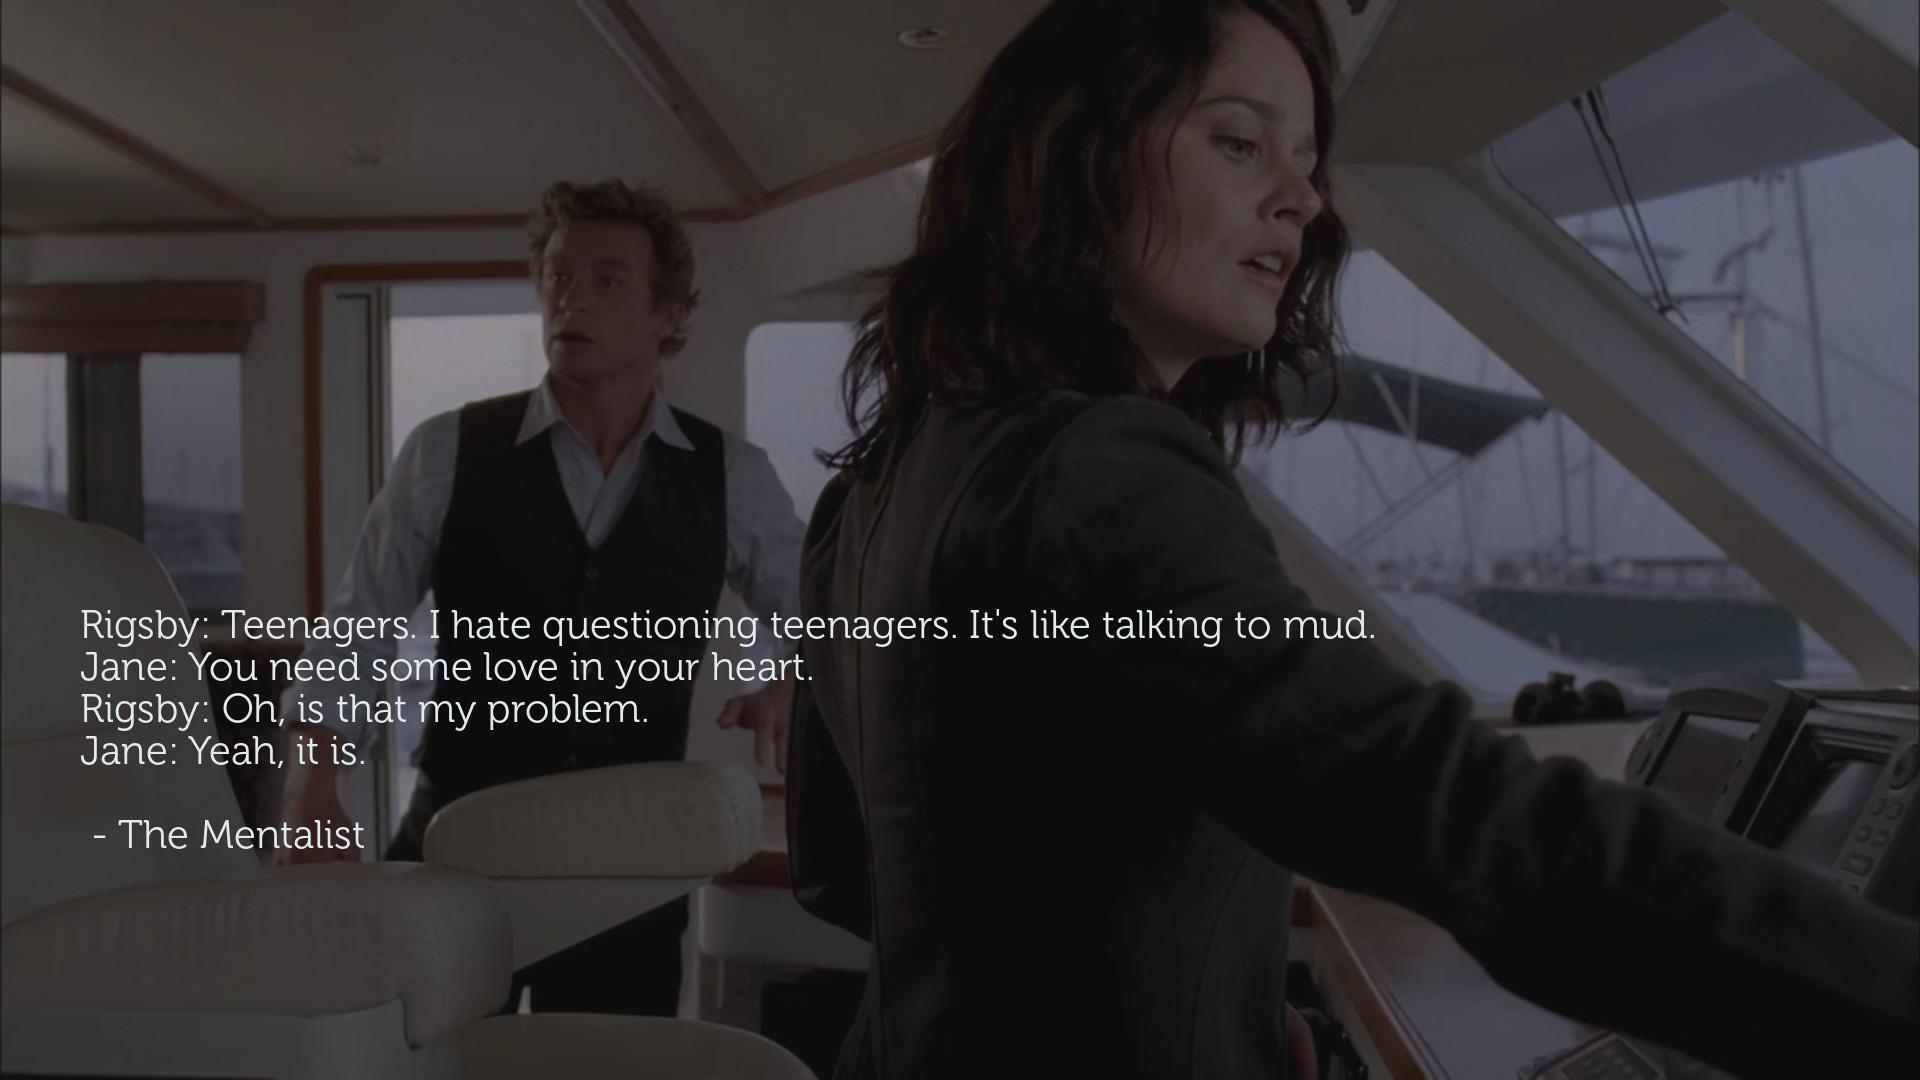 Rigsby: Teenagers. I hate questioning teenagers. It's like talking to mud.
Jane: You need some love in your heart.
Rigsby: Oh, is that my problem.
Jane: Yeah, it is.
- The Mentalist